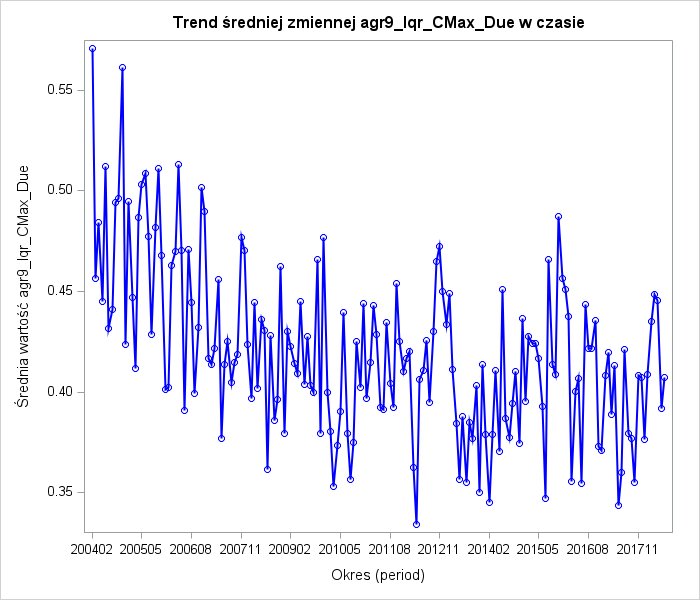 Trend średniej zmiennej agr9_Iqr_CMax_Due w czasie
Średnia wartość agr9_Iqr_CMax_Due
0.55
0.50
0.45
0.40
0.35
200402 200505 200608 200711 200902 201005 201108 201211 201402 201505 201608 201711
Okres (period)